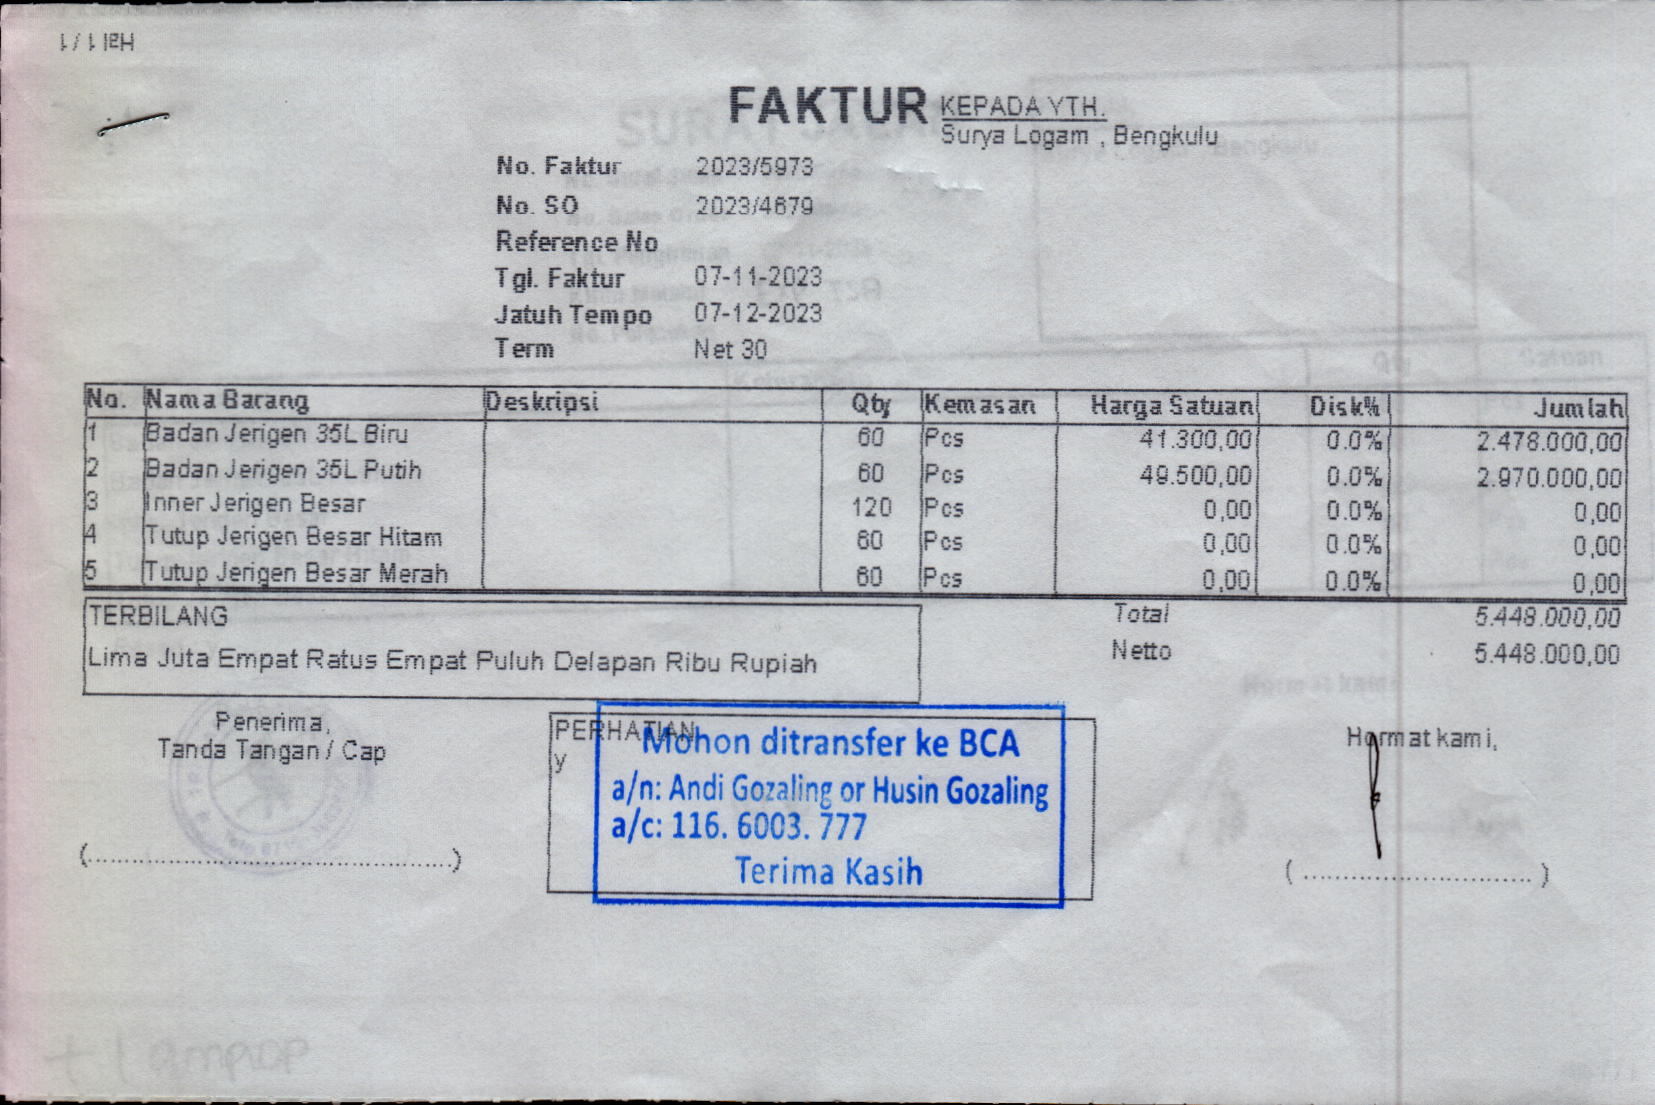 Hal 1 / 1
FAKTUR
KEPADA YTH.
Surya Logam , Bengkulu
No. Faktur 2023/5973
No. SO 2023/4679
Reference No
Tgl. Faktur 07-11-2023
Jatuh Tempo 07-12-2023
Term Net 30
No. Nama Barang Deskripsi Qty Kemasan Harga Satuan Disk% Jumlah
1 Badan Jerigen 35L Biru 60 Pcs 41.300,00 0.0% 2.478.000,00
2 Badan Jerigen 35L Putih 60 Pcs 49.500,00 0.0% 2.970.000,00
3 Inner Jerigen Besar 120 Pcs 0,00 0.0% 0,00
4 Tutup Jerigen Besar Hitam 60 Pcs 0,00 0.0% 0,00
5 Tutup Jerigen Besar Merah 60 Pcs 0,00 0.0% 0,00
TERBILANG
Lima Juta Empat Ratus Empat Puluh Delapan Ribu Rupiah
Total 5.448.000,00
Netto 5.448.000,00
Penerima,
Tanda Tangan / Cap
(................................................)
PERHATIAN
y
Mohon ditransfer ke BCA
a/n: Andi Gozaling or Husin Gozaling
a/c: 116. 6003. 777
Terima Kasih
Hormat kami,
( ............................. )